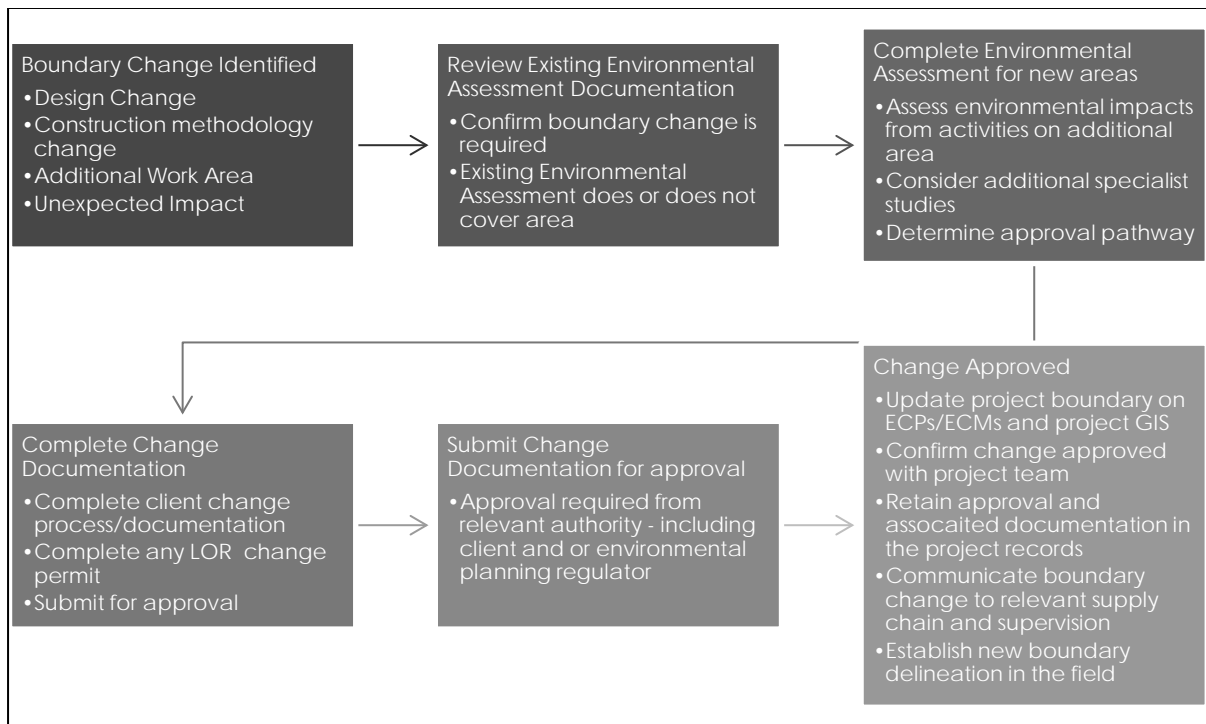 Boundary Change Identified
•Design Change
•Construction methodology
change
•Additional Work Area
•Unexpected Impact
Review Existing Environmental
Assessment Documentation
•Confirm boundary change is
required
•Existing Environmental
Assessment does or does not
cover area
Complete Environmental
Assessment for new areas
•Assess environmental impacts
from activities on additional
area
•Consider additional specialist
studies
•Determine approval pathway
Complete Change
Documentation
•Complete client change
process/documentation
•Complete any LOR change
permit
•Submit for approval
Submit Change
Documentation for approval
•Approval required from
relevant authority - including
client and or environmental
planning regulator
Change Approved
•Update project boundary on
ECPs/ECMs and project GIS
•Confirm change approved
with project team
•Retain approval and
assocaited documentation in
the project records
•Communicate boundary
change to relevant supply
chain and supervision
•Establish new boundary
delineation in the field